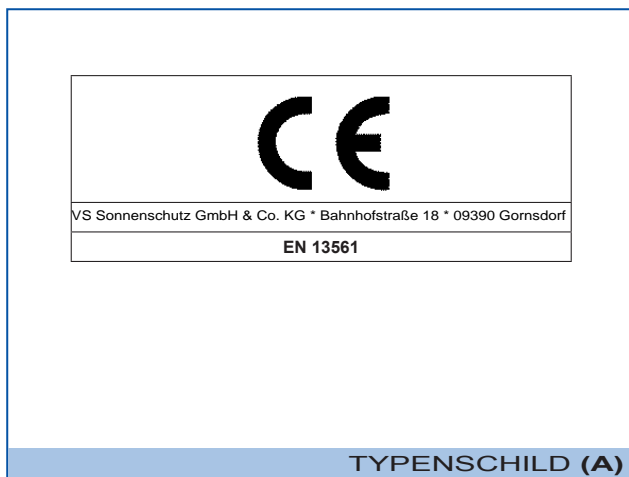 CE
VS Sonnenschutz GmbH & Co. KG * Bahnhofstraße 18 * 09390 Gornsdorf
EN 13561
TYPENSCHILD (A)